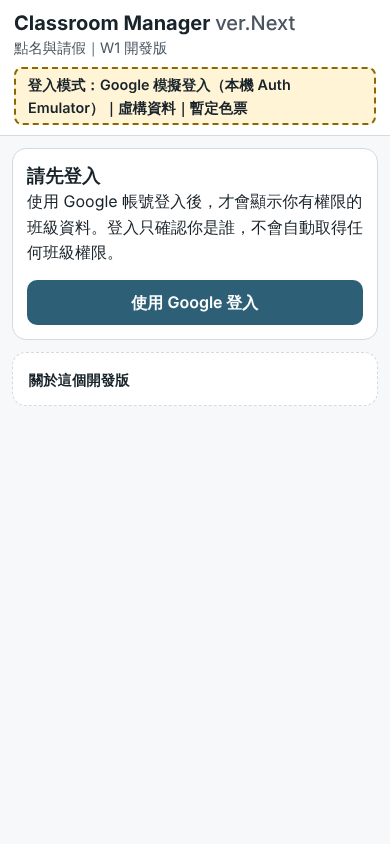 Classroom Manager ver.Next
點名與請假｜W1 開發版
登入模式：Google 模擬登入（本機 Auth
Emulator）｜虛構資料｜暫定色票
請先登入
使用 Google 帳號登入後，才會顯示你有權限的
班級資料。登入只確認你是誰，不會自動取得任
何班級權限。
使用 Google 登入
關於這個開發版